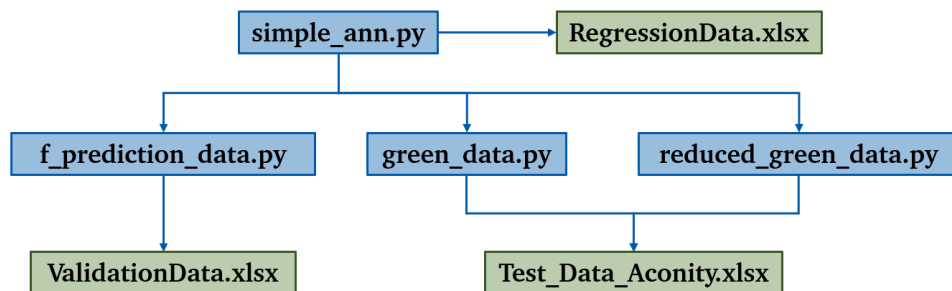 simple_ann.py
RegressionData.xlsx
f_prediction_data.py
green_data.py
reduced_green_data.py
ValidationData.xlsx
Test_Data_Aconity.xlsx